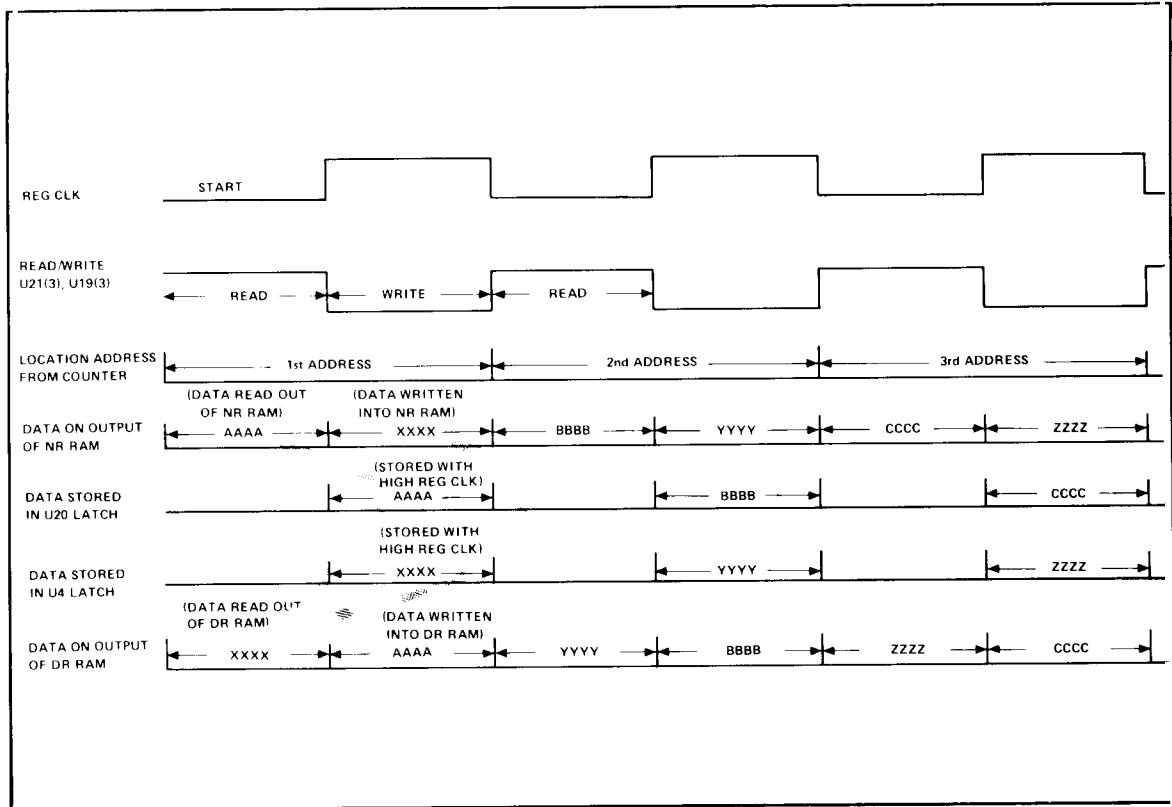 START
REG CLK
READ/WRITE
U21(3), U19(3)
READ WRITE READ
LOCATION ADDRESS
FROM COUNTER
1st ADDRESS 2nd ADDRESS 3rd ADDRESS
(DATA READ OUT
OF NR RAM)
(DATA WRITTEN
INTO NR RAM)
DATA ON OUTPUT
OF NR RAM
AAAA XXXX BBBB YYYY CCCC ZZZZ
(STORED WITH
HIGH REG CLK)
DATA STORED
IN U20 LATCH
AAAA BBBB CCCC
(STORED WITH
HIGH REG CLK)
DATA STORED
IN U4 LATCH
XXXX YYYY ZZZZ
(DATA READ OUT
OF DR RAM)
(DATA WRITTEN
INTO DR RAM)
DATA ON OUTPUT
OF DR RAM
XXXX AAAA YYYY BBBB ZZZZ CCCC